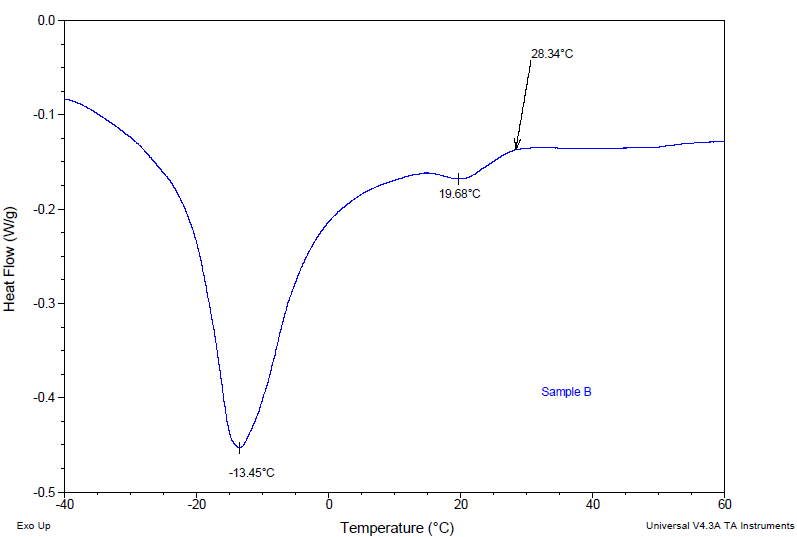 0.0
28.34°C
-0.1
19.68°C
-0.2
Heat Flow (W/g)
-0.3
Sample B
-0.4
-13.45°C
-0.5
-40 -20 0 20 40 60
Exo Up
Temperature (°C)
Universal V4.3A TA Instruments